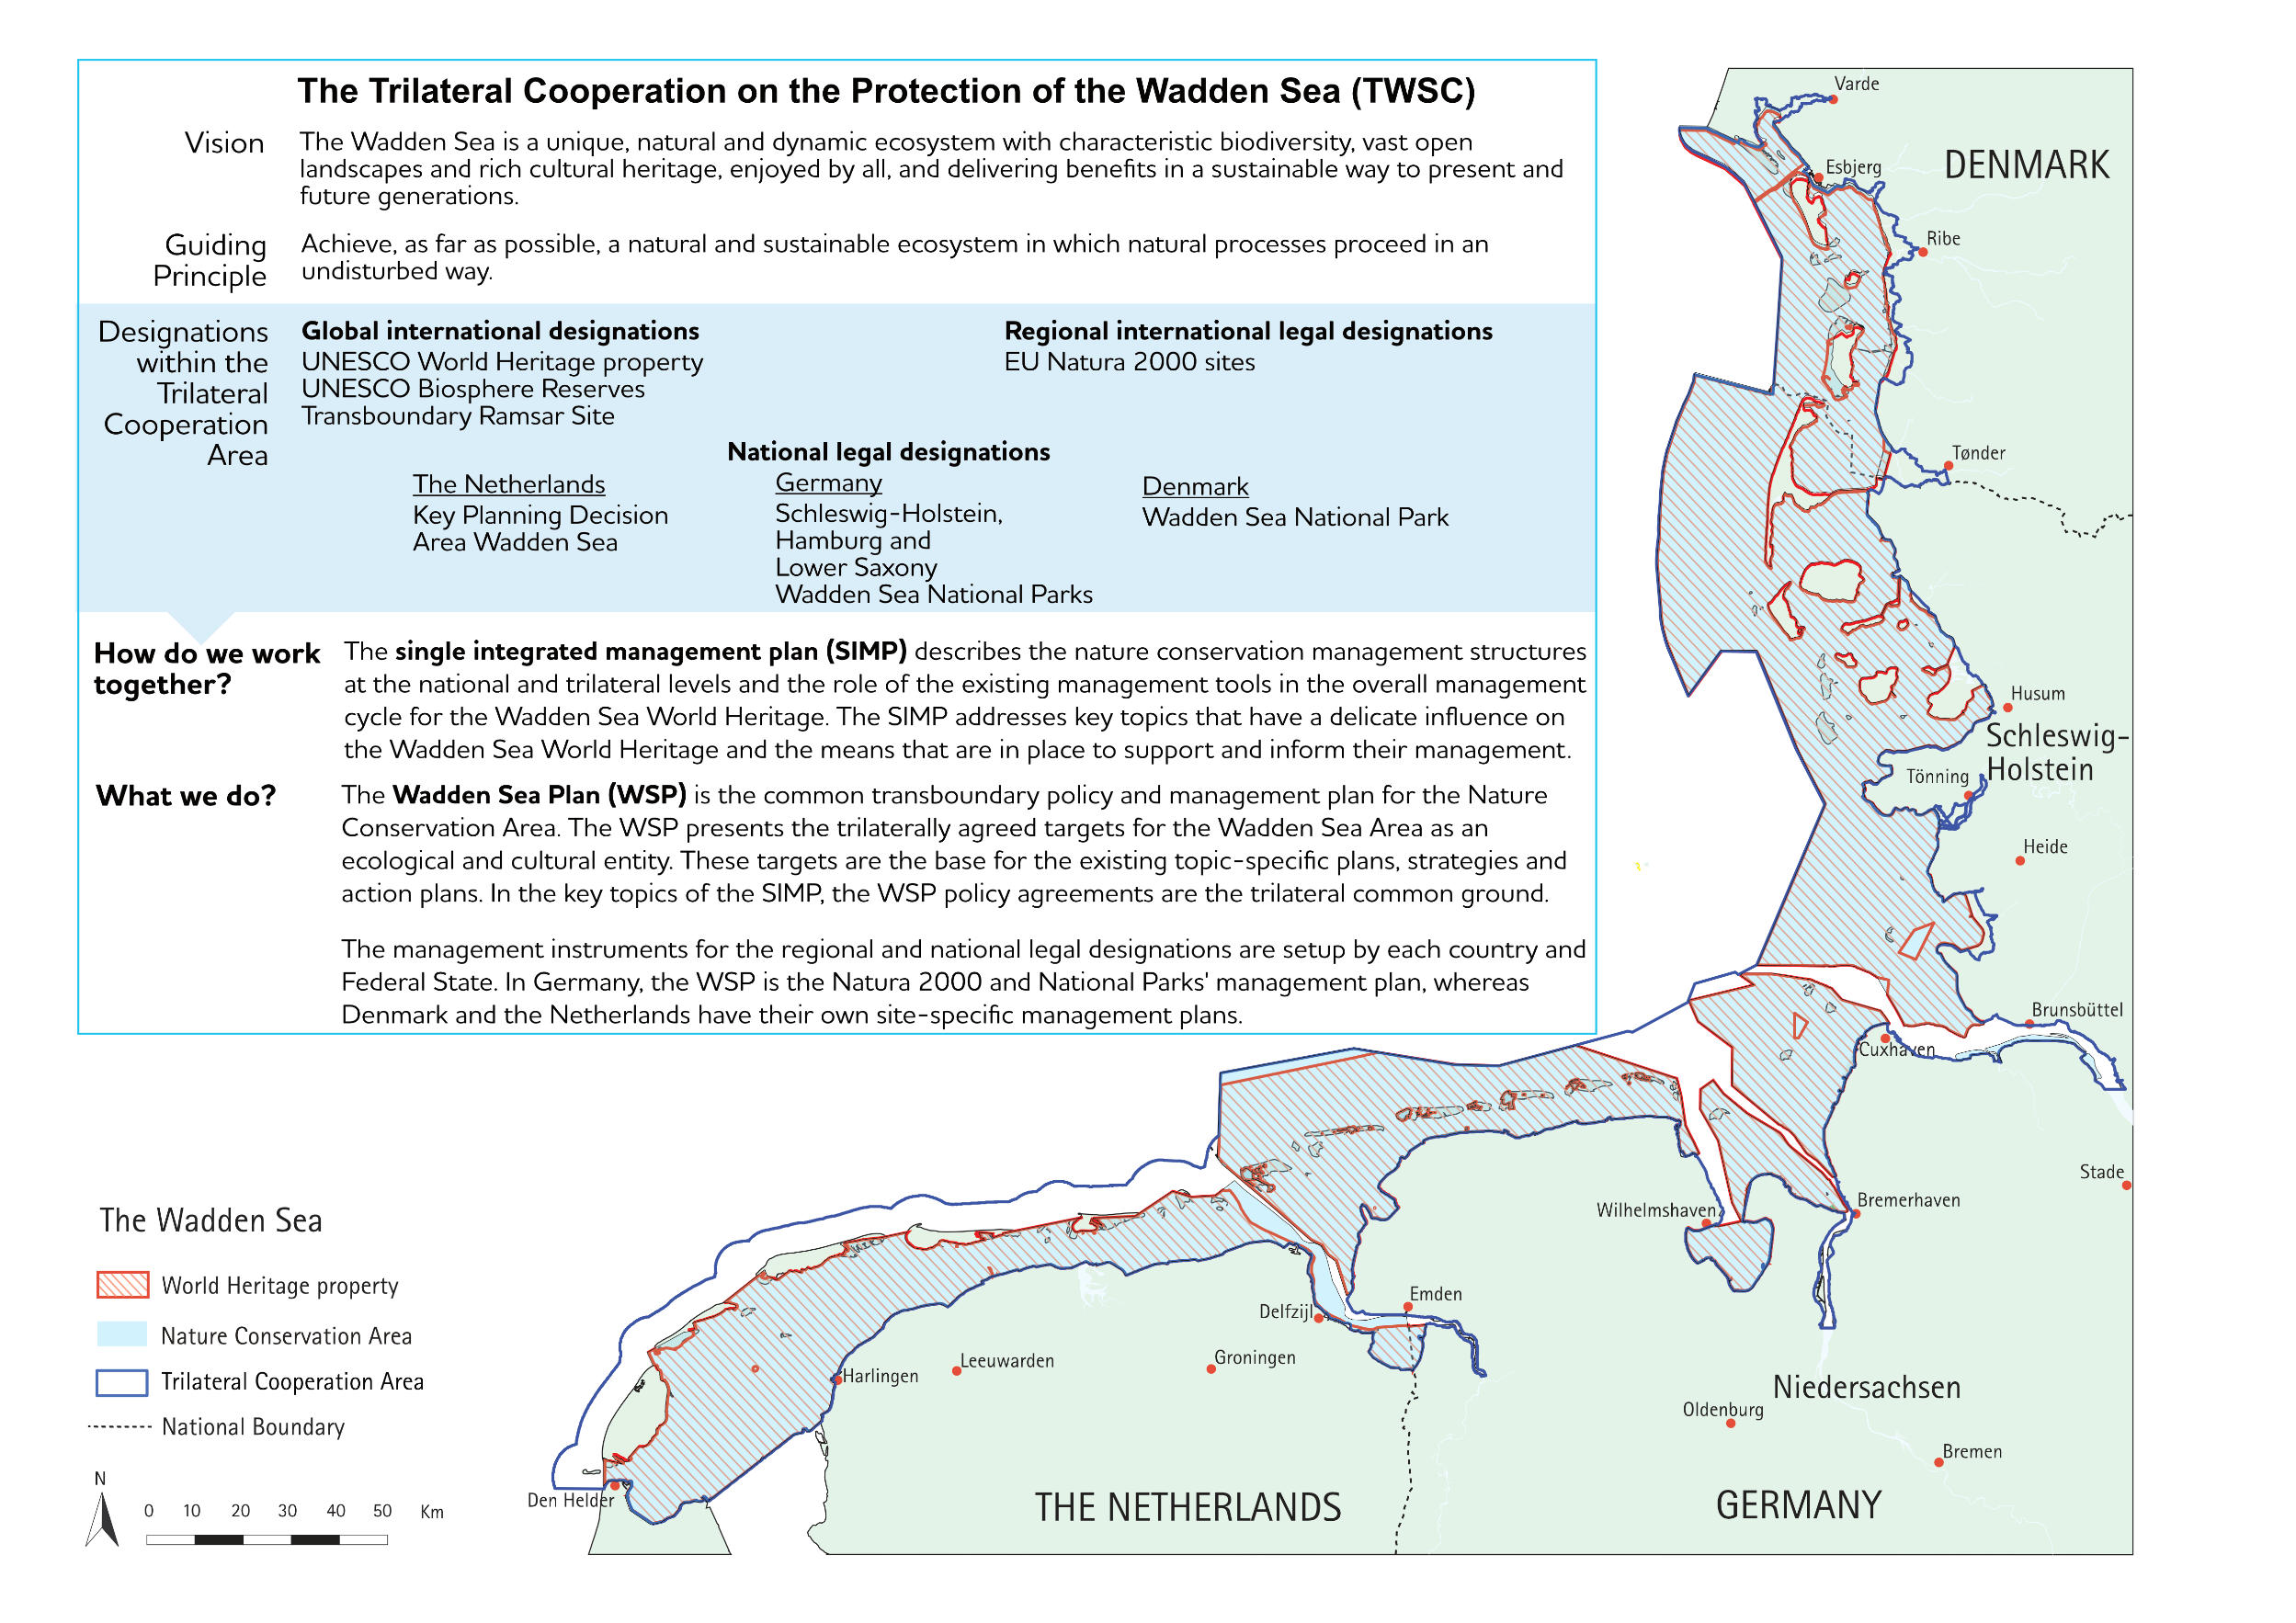 The Trilateral Cooperation on the Protection of the Wadden Sea (TWSC)
Vision
The Wadden Sea is a unique, natural and dynamic ecosystem with characteristic biodiversity, vast open
landscapes and rich cultural heritage, enjoyed by all, and delivering benefits in a sustainable way to present and
future generations.
Guiding
Principle
Achieve, as far as possible, a natural and sustainable ecosystem in which natural processes proceed in an
undisturbed way.
Designations
within the
Trilateral
Cooperation
Area
Global international designations
UNESCO World Heritage property
UNESCO Biosphere Reserves
Transboundary Ramsar Site
Regional international legal designations
EU Natura 2000 sites
National legal designations
The Netherlands
Key Planning Decision
Area Wadden Sea
Germany
Schleswig-Holstein,
Hamburg and
Lower Saxony
Wadden Sea National Parks
Denmark
Wadden Sea National Park
How do we work
together?
The single integrated management plan (SIMP) describes the nature conservation management structures
at the national and trilateral levels and the role of the existing management tools in the overall management
cycle for the Wadden Sea World Heritage. The SIMP addresses key topics that have a delicate influence on
the Wadden Sea World Heritage and the means that are in place to support and inform their management.
What we do?
The Wadden Sea Plan (WSP) is the common transboundary policy and management plan for the Nature
Conservation Area. The WSP presents the trilaterally agreed targets for the Wadden Sea Area as an
ecological and cultural entity. These targets are the base for the existing topic-specific plans, strategies and
action plans. In the key topics of the SIMP, the WSP policy agreements are the trilateral common ground.
The management instruments for the regional and national legal designations are setup by each country and
Federal State. In Germany, the WSP is the Natura 2000 and National Parks' management plan, whereas
Denmark and the Netherlands have their own site-specific management plans.
Varde
DENMARK
Esbjerg
Ribe
Tønder
Husum
Schleswig-
Holstein
Tönning
Heide
Brunsbüttel
Cuxhaven
Stade
Bremerhaven
Wilhelmshaven
Emden
Delfzijl
Groningen
Leeuwarden
Harlingen
Niedersachsen
Oldenburg
Bremen
Den Helder
THE NETHERLANDS
GERMANY
The Wadden Sea
World Heritage property
Nature Conservation Area
Trilateral Cooperation Area
National Boundary
N
0 10 20 30 40 50 Km